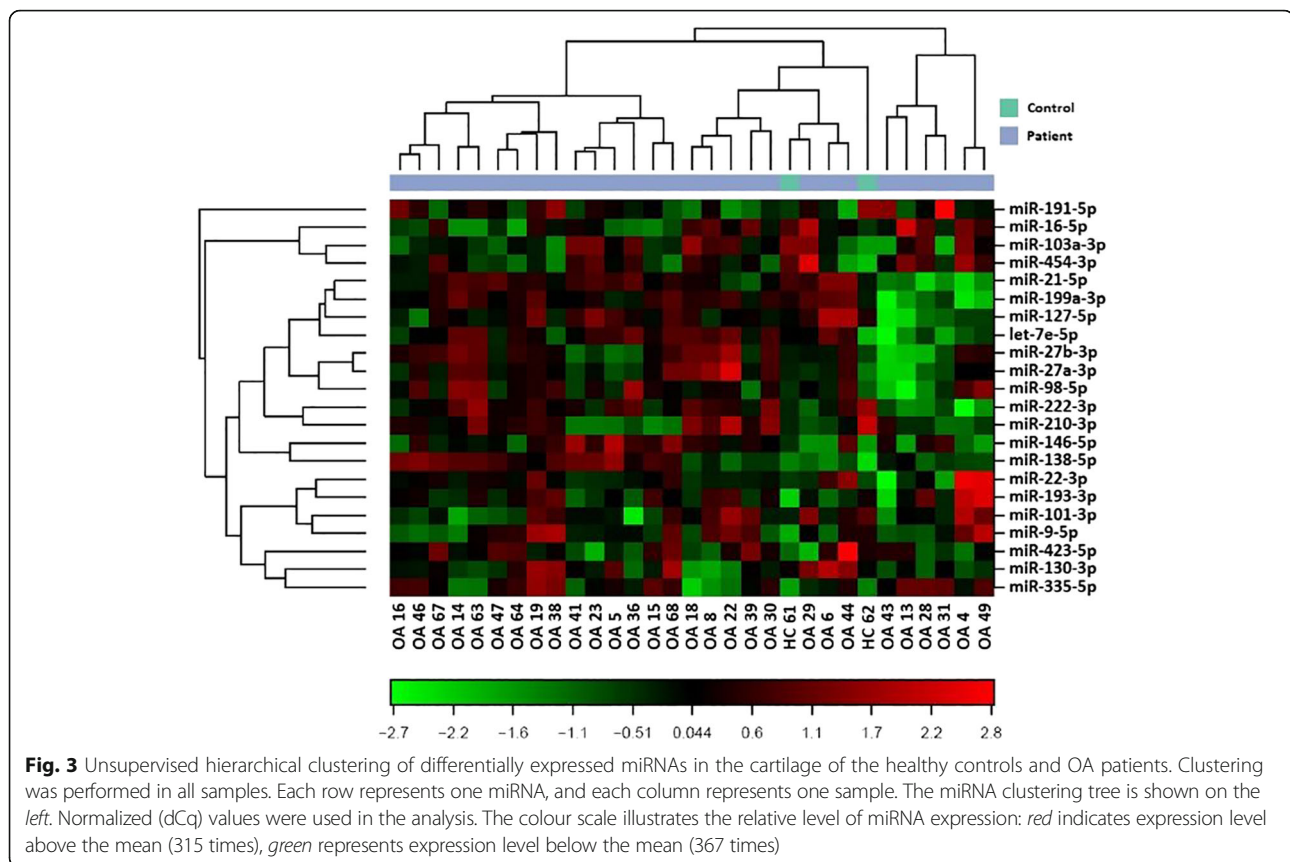 Control
Patient
miR-191-5p
miR-16-5p
miR-103a-3p
miR-454-3p
miR-21-5p
miR-199a-3p
miR-127-5p
let-7e-5p
miR-27b-3p
miR-27a-3p
miR-98-5p
miR-222-3p
miR-210-3p
miR-146-5p
miR-138-5p
miR-22-3p
miR-193-3p
miR-101-3p
miR-9-5p
miR-423-5p
miR-130-3p
miR-335-5p
OA 16
OA 46
OA 67
OA 14
OA 63
OA 47
OA 64
OA 19
OA 38
OA 41
OA 23
OA 5
OA 36
OA 15
OA 68
OA 18
OA 8
OA 22
OA 39
OA 30
HC 61
OA 29
OA 6
OA 44
HC 62
OA 43
OA 13
OA 28
OA 31
OA 4
OA 49
−2.7 −2.2 −1.6 −1.1 −0.51 0.044 0.6 1.1 1.7 2.2 2.8
Fig. 3 Unsupervised hierarchical clustering of differentially expressed miRNAs in the cartilage of the healthy controls and OA patients. Clustering
was performed in all samples. Each row represents one miRNA, and each column represents one sample. The miRNA clustering tree is shown on the
left. Normalized (dCq) values were used in the analysis. The colour scale illustrates the relative level of miRNA expression: red indicates expression level
above the mean (315 times), green represents expression level below the mean (367 times)